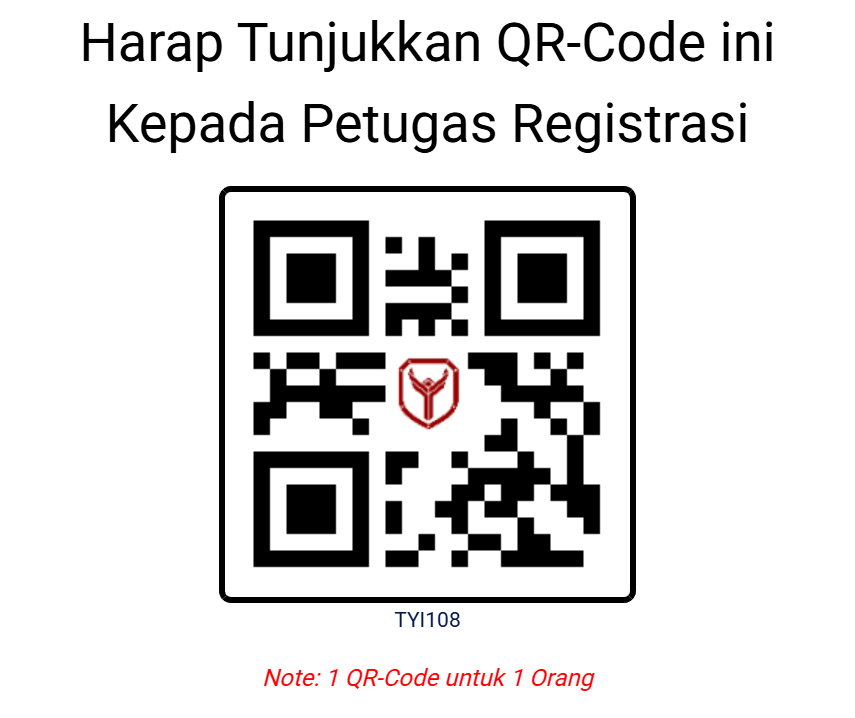 Harap Tunjukkan QR-Code ini
Kepada Petugas Registrasi
TYI108
Note: 1 QR-Code untuk 1 Orang